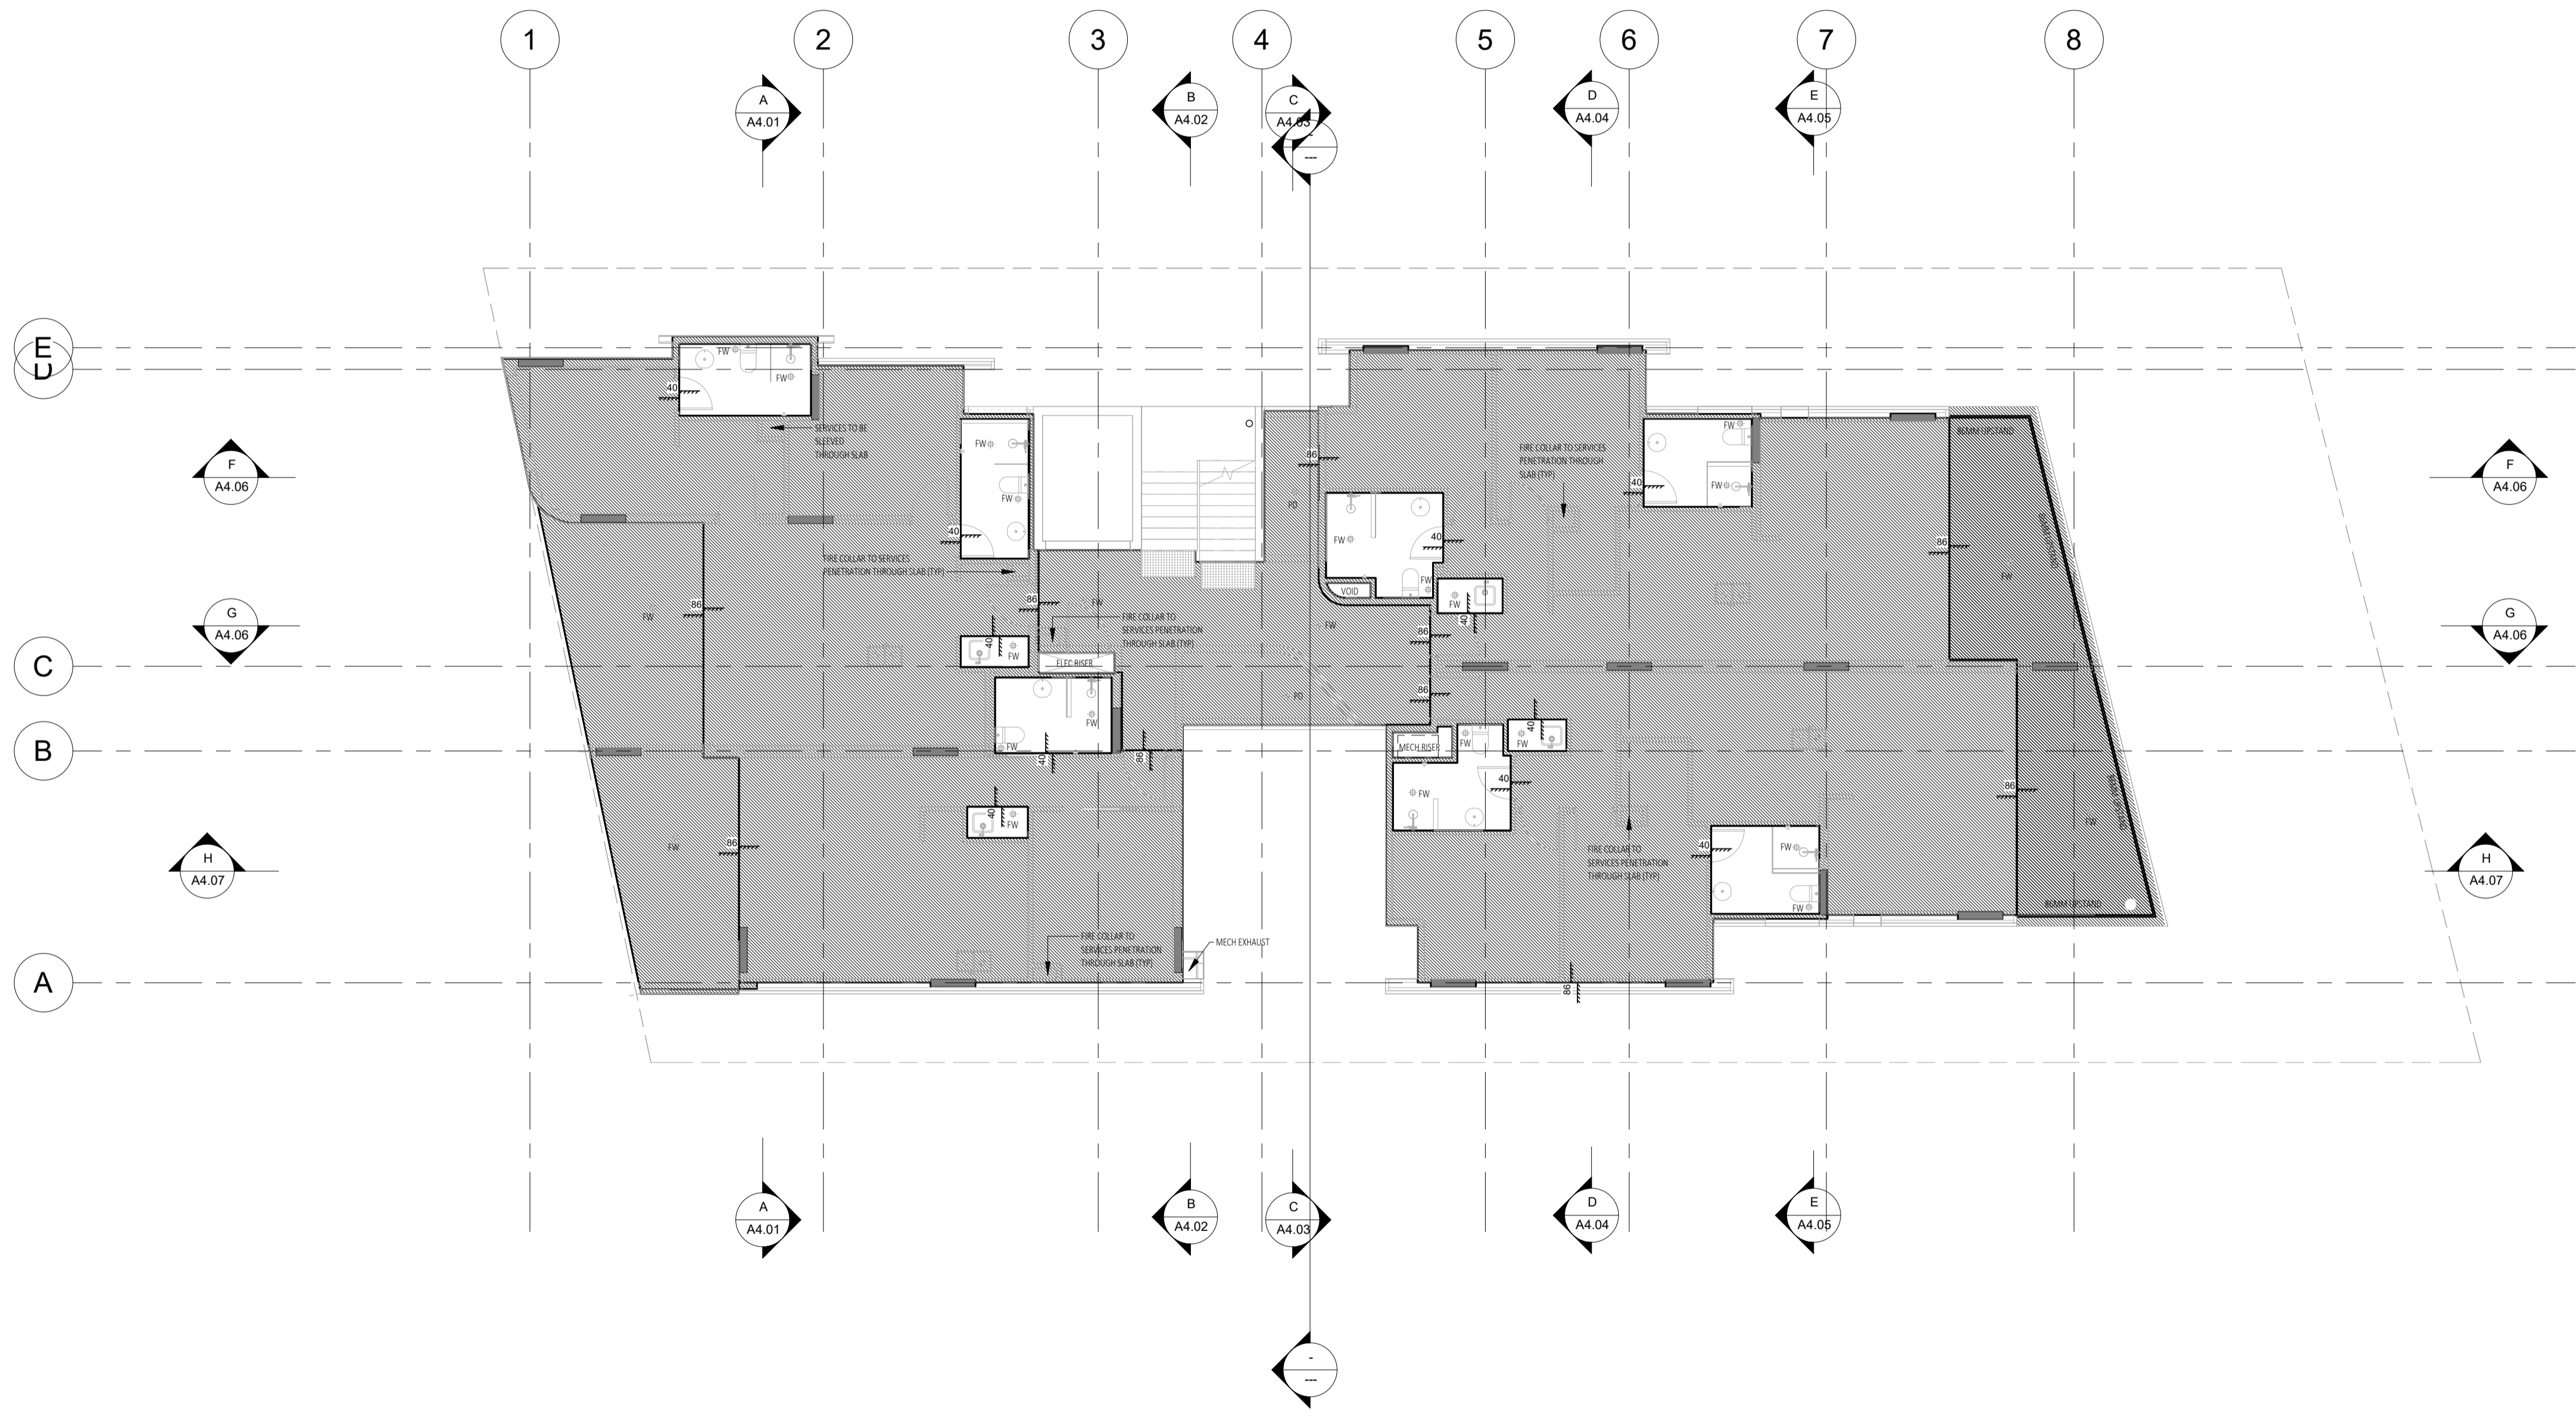 1
2
3
4
5
6
7
8
A
A4.01
B
A4.02
C
A4.03
-
---
D
A4.04
E
A4.05
E
D
F
A4.06
G
A4.06
C
B
H
A4.07
A
FW
FW
40
SERVICES TO BE
SLEEVED
THROUGH SLAB
FW
FW
40
FIRE COLLAR TO SERVICES
PENETRATION THROUGH SLAB (TYP)
86
FW
86
FW
FIRE COLLAR TO
SERVICES PENETRATION
THROUGH SLAB (TYP)
40
FW
ELEC RISER
FW
FW
40
86
40
FW
FW
86
FIRE COLLAR TO
SERVICES PENETRATION
THROUGH SLAB (TYP)
MECH EXHAUST
86
PD
FIRE COLLAR TO SERVICES
PENETRATION THROUGH
SLAB (TYP)
FW
40
FW
VOID
FW
40
FW
86
PD
86
FW
40
FW
86MM UPSTAND
86MM UPSTAND
86
FW
MECH RISER
FW
FW
40
40
FW
86
86MM UPSTAND
FW
FIRE COLLAR TO
SERVICES PENETRATION
THROUGH SLAB (TYP)
40
FW
FW
86MM UPSTAND
86
F
A4.06
G
A4.06
H
A4.07
A
A4.01
B
A4.02
C
A4.03
D
A4.04
E
A4.05
-
---